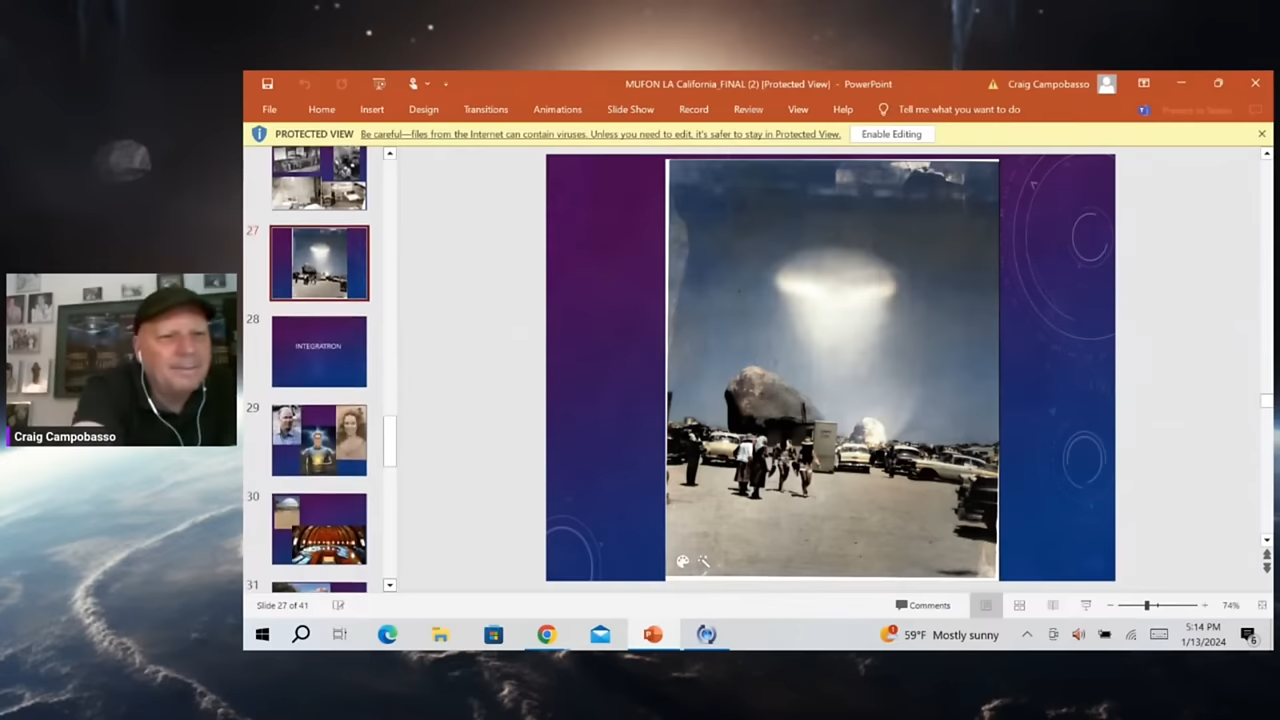 MUFON LA California_FINAL (2) [Protected View] - PowerPoint
Craig Campobasso
File Home Insert Design Transitions Animations Slide Show Record Review View Help Tell me what you want to do
PROTECTED VIEW Be careful—files from the Internet can contain viruses. Unless you need to edit, it's safer to stay in Protected View. Enable Editing
27
28
INTEGRATRON
29
30
31
Craig Campobasso
Slide 27 of 41
Comments
74%
59°F Mostly sunny
5:14 PM
1/13/2024
6